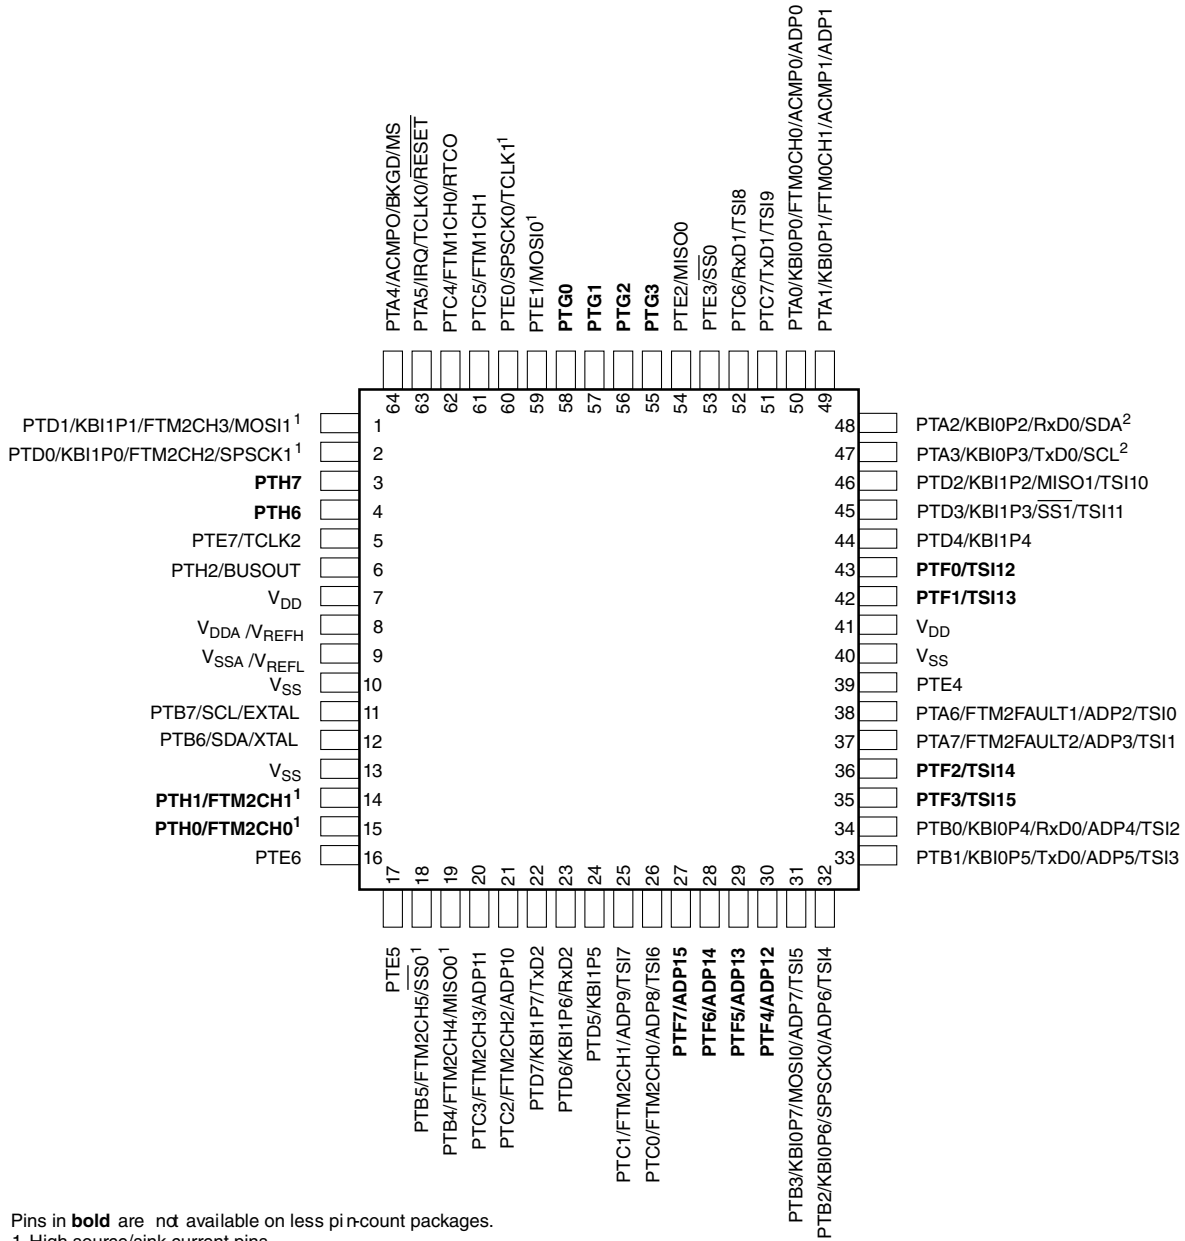 PTA4/ACMPO/BKGD/MS
PTA5/IRQ/TCLK0/RESET
PTC4/FTM1CH0/RTCO
PTC5/FTM1CH1
PTE0/SPSCK0/TCLK1¹
PTE1/MOSI0¹
PTG0
PTG1
PTG2
PTG3
PTE2/MISO0
PTE3/SS0
PTC6/RxD1/TSI8
PTC7/TxD1/TSI9
PTA0/KBI0P0/FTM0CH0/ACMP0/ADP0
PTA1/KBI0P1/FTM0CH1/ACMP1/ADP1
64 63 62 61 60 59 58 57 56 55 54 53 52 51 50 49
PTD1/KBI1P1/FTM2CH3/MOSI1¹ 1
PTD0/KBI1P0/FTM2CH2/SPSCK1¹ 2
PTH7 3
PTH6 4
PTE7/TCLK2 5
PTH2/BUSOUT 6
VDD 7
VDDA /VREFH 8
VSSA /VREFL 9
VSS 10
PTB7/SCL/EXTAL 11
PTB6/SDA/XTAL 12
VSS 13
PTH1/FTM2CH1¹ 14
PTH0/FTM2CH0¹ 15
PTE6 16
48 PTA2/KBI0P2/RxD0/SDA²
47 PTA3/KBI0P3/TxD0/SCL²
46 PTD2/KBI1P2/MISO1/TSI10
45 PTD3/KBI1P3/SS1/TSI11
44 PTD4/KBI1P4
43 PTF0/TSI12
42 PTF1/TSI13
41 VDD
40 VSS
39 PTE4
38 PTA6/FTM2FAULT1/ADP2/TSI0
37 PTA7/FTM2FAULT2/ADP3/TSI1
36 PTF2/TSI14
35 PTF3/TSI15
34 PTB0/KBI0P4/RxD0/ADP4/TSI2
33 PTB1/KBI0P5/TxD0/ADP5/TSI3
17 18 19 20 21 22 23 24 25 26 27 28 29 30 31 32
PTE5
PTB5/FTM2CH5/SS0¹
PTB4/FTM2CH4/MISO0¹
PTC3/FTM2CH3/ADP11
PTC2/FTM2CH2/ADP10
PTD7/KBI1P7/TxD2
PTD6/KBI1P6/RxD2
PTD5/KBI1P5
PTC1/FTM2CH1/ADP9/TSI7
PTC0/FTM2CH0/ADP8/TSI6
PTF7/ADP15
PTF6/ADP14
PTF5/ADP13
PTF4/ADP12
PTB3/KBI0P7/MOSI0/ADP7/TSI5
PTB2/KBI0P6/SPSCK0/ADP6/TSI4
Pins in bold are not available on less pin-count packages.
1 High source/sink current pins